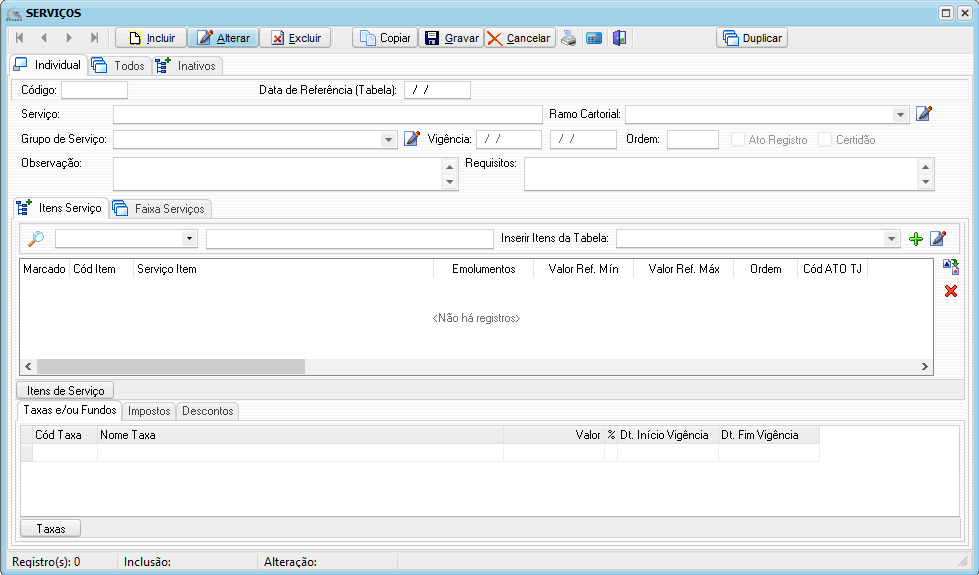 SERVIÇOS
Incluir Alterar Excluir Copiar Gravar Cancelar Duplicar
Individual Todos Inativos
Código: Data de Referência (Tabela): / /
Serviço: Ramo Cartorial:
Grupo de Serviço: Vigência: / / / / Ordem: Ato Registro Certidão
Observação: Requisitos:
Itens Serviço Faixa Serviços
Inserir Itens da Tabela:
Marcado Cód Item Serviço Item Emolumentos Valor Ref. Mín Valor Ref. Máx Ordem Cód ATO TJ
<Não há registros>
Itens de Serviço
Taxas e/ou Fundos Impostos Descontos
Cód Taxa Nome Taxa Valor % Dt. Início Vigência Dt. Fim Vigência
Taxas
Registro(s): 0 Inclusão: Alteração: